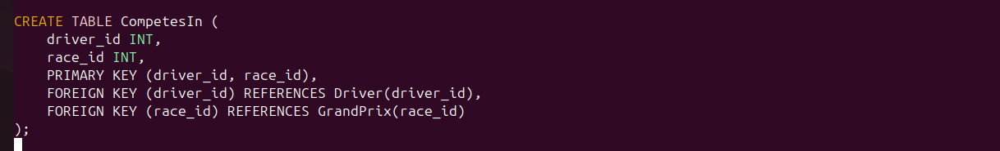 CREATE TABLE CompetesIn (
    driver_id INT,
    race_id INT,
    PRIMARY KEY (driver_id, race_id),
    FOREIGN KEY (driver_id) REFERENCES Driver(driver_id),
    FOREIGN KEY (race_id) REFERENCES GrandPrix(race_id)
);